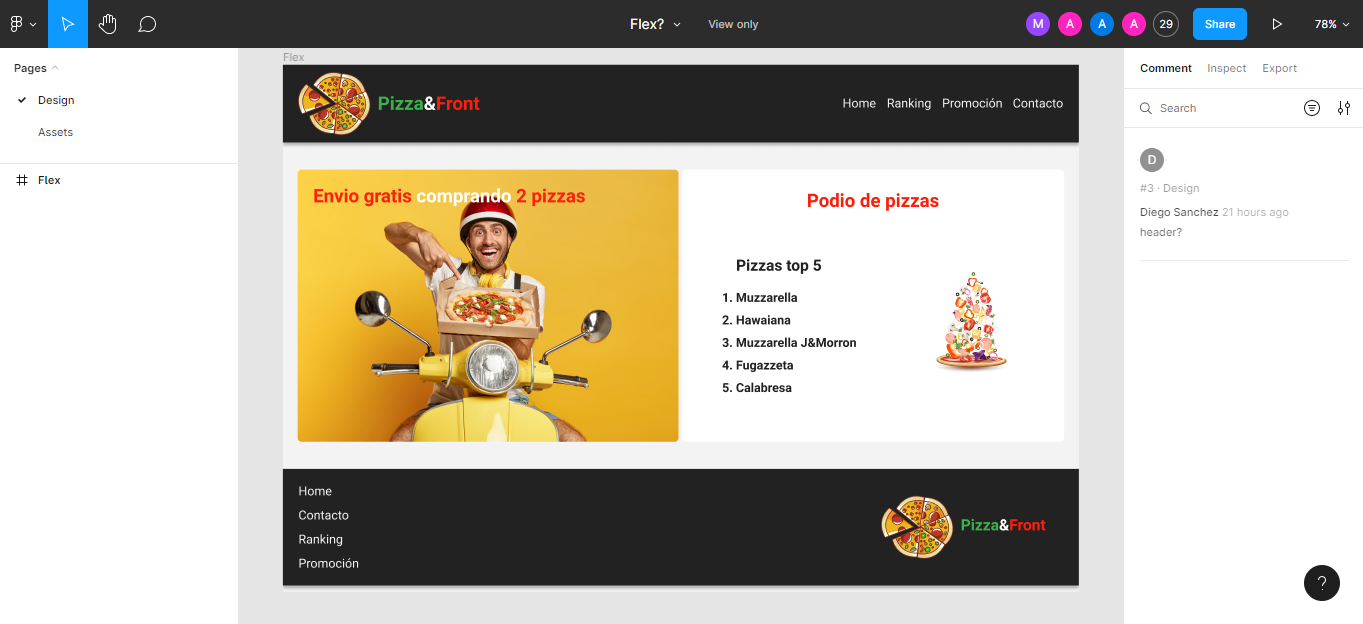 Flex?
View only
M
A
A
A
29
Share
78%
Pages
Design
Assets
Flex
Flex
Pizza&Front
Home Ranking Promoción Contacto
Envio gratis comprando 2 pizzas
Podio de pizzas
Pizzas top 5
1. Muzzarella
2. Hawaiana
3. Muzzarella J&Morron
4. Fugazzeta
5. Calabresa
Home
Contacto
Ranking
Promoción
Pizza&Front
Comment Inspect Export
Search
D
#3 · Design
Diego Sanchez 21 hours ago
header?
?